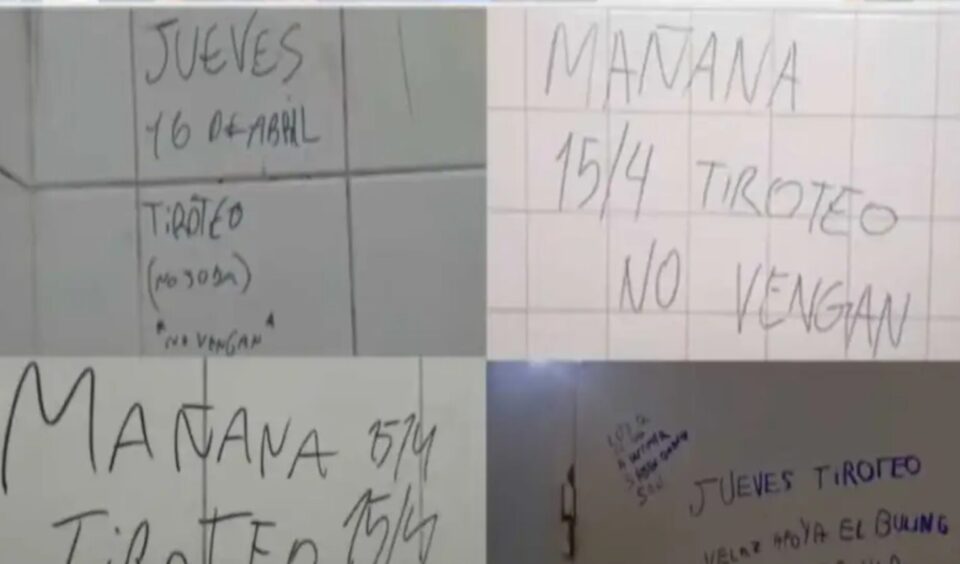 JUEVES
16 DE ABRIL
TIROTEO
"NO VENGAN"
MAÑANA
15/4 TIROTEO
NO VENGAN
MAÑANA 15/4
TIROTEO 15/4
JUEVES TIROTEO
APOYA EL BULING